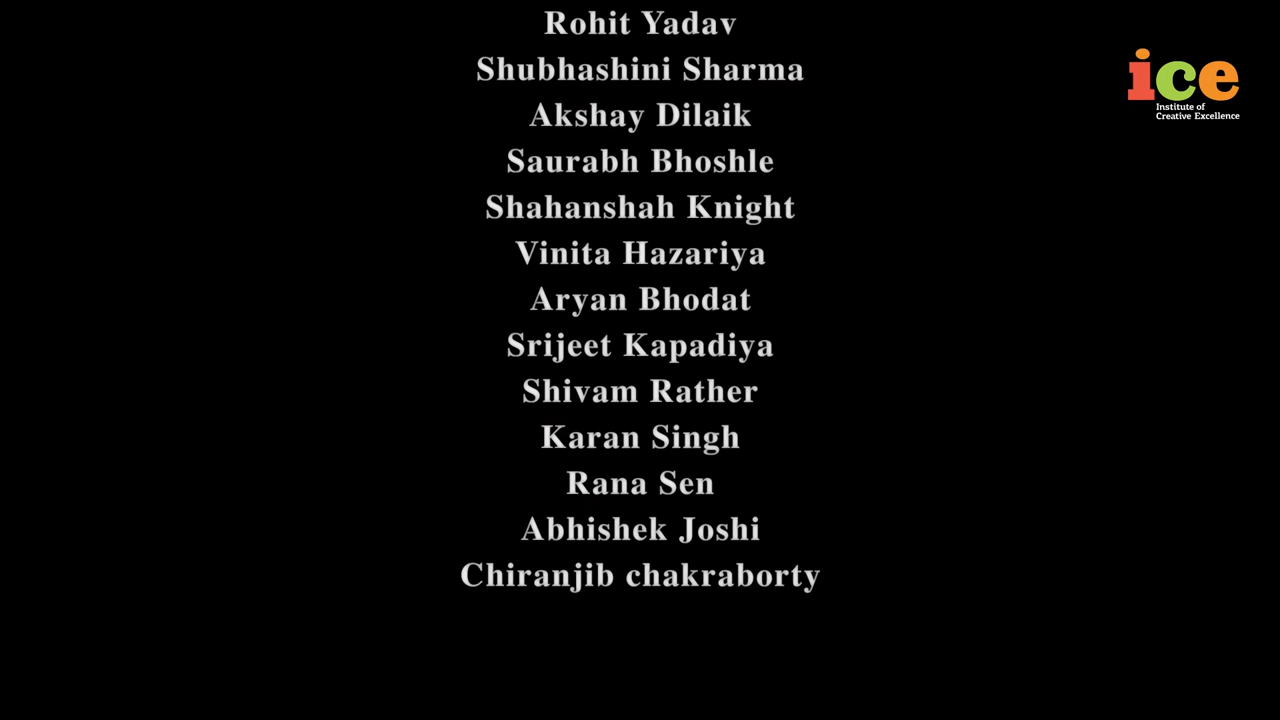 Rohit Yadav
Shubhashini Sharma
Akshay Dilaik
Saurabh Bhoshle
Shahanshah Knight
Vinita Hazariya
Aryan Bhodat
Srijeet Kapadiya
Shivam Rather
Karan Singh
Rana Sen
Abhishek Joshi
Chiranjib chakraborty
ice
Institute of
Creative Excellence